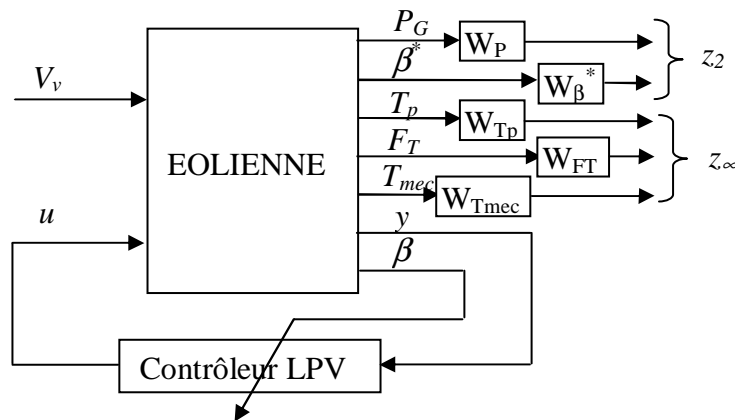 P_G W_P
β* W_β* z_2
V_v
T_p W_Tp
EOLIENNE F_T W_FT z_∞
T_mec W_Tmec
u y
β
Contrôleur LPV